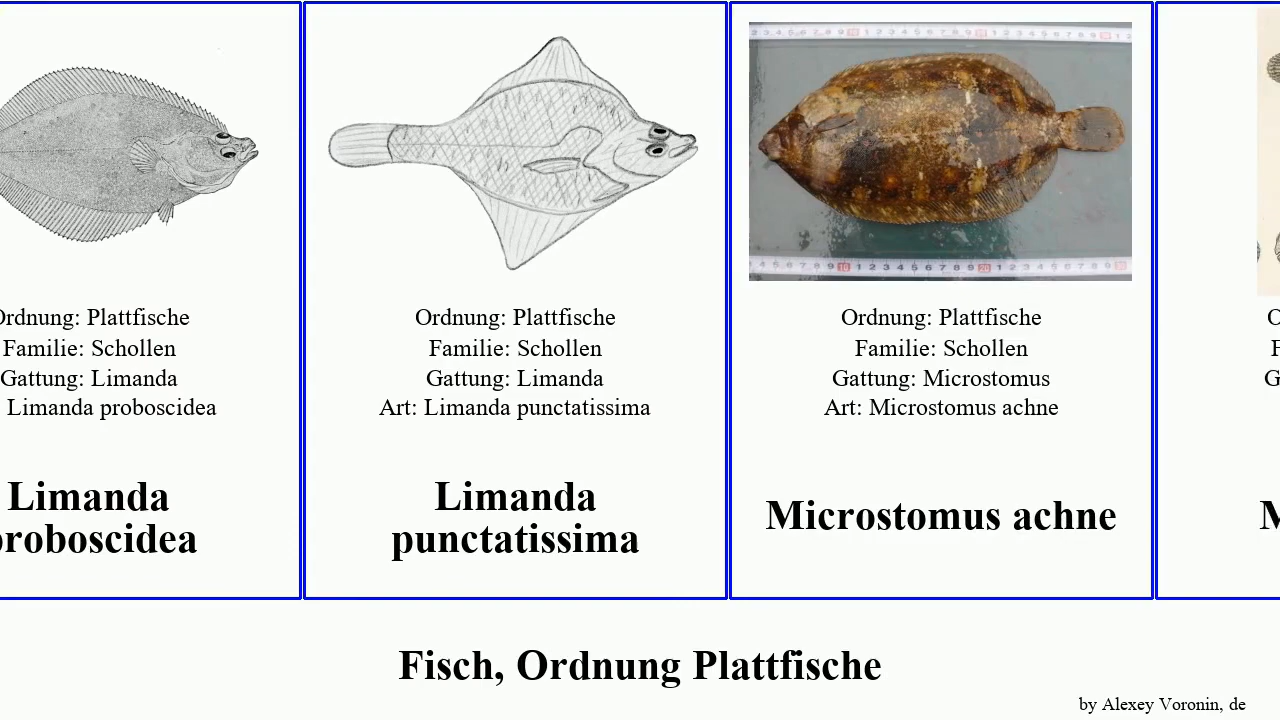 Ordnung: Plattfische
Familie: Schollen
Gattung: Limanda
Limanda proboscidea
Limanda
proboscidea
Ordnung: Plattfische
Familie: Schollen
Gattung: Limanda
Art: Limanda punctatissima
Limanda
punctatissima
Ordnung: Plattfische
Familie: Schollen
Gattung: Microstomus
Art: Microstomus achne
Microstomus achne
Fisch, Ordnung Plattfische
by Alexey Voronin, de